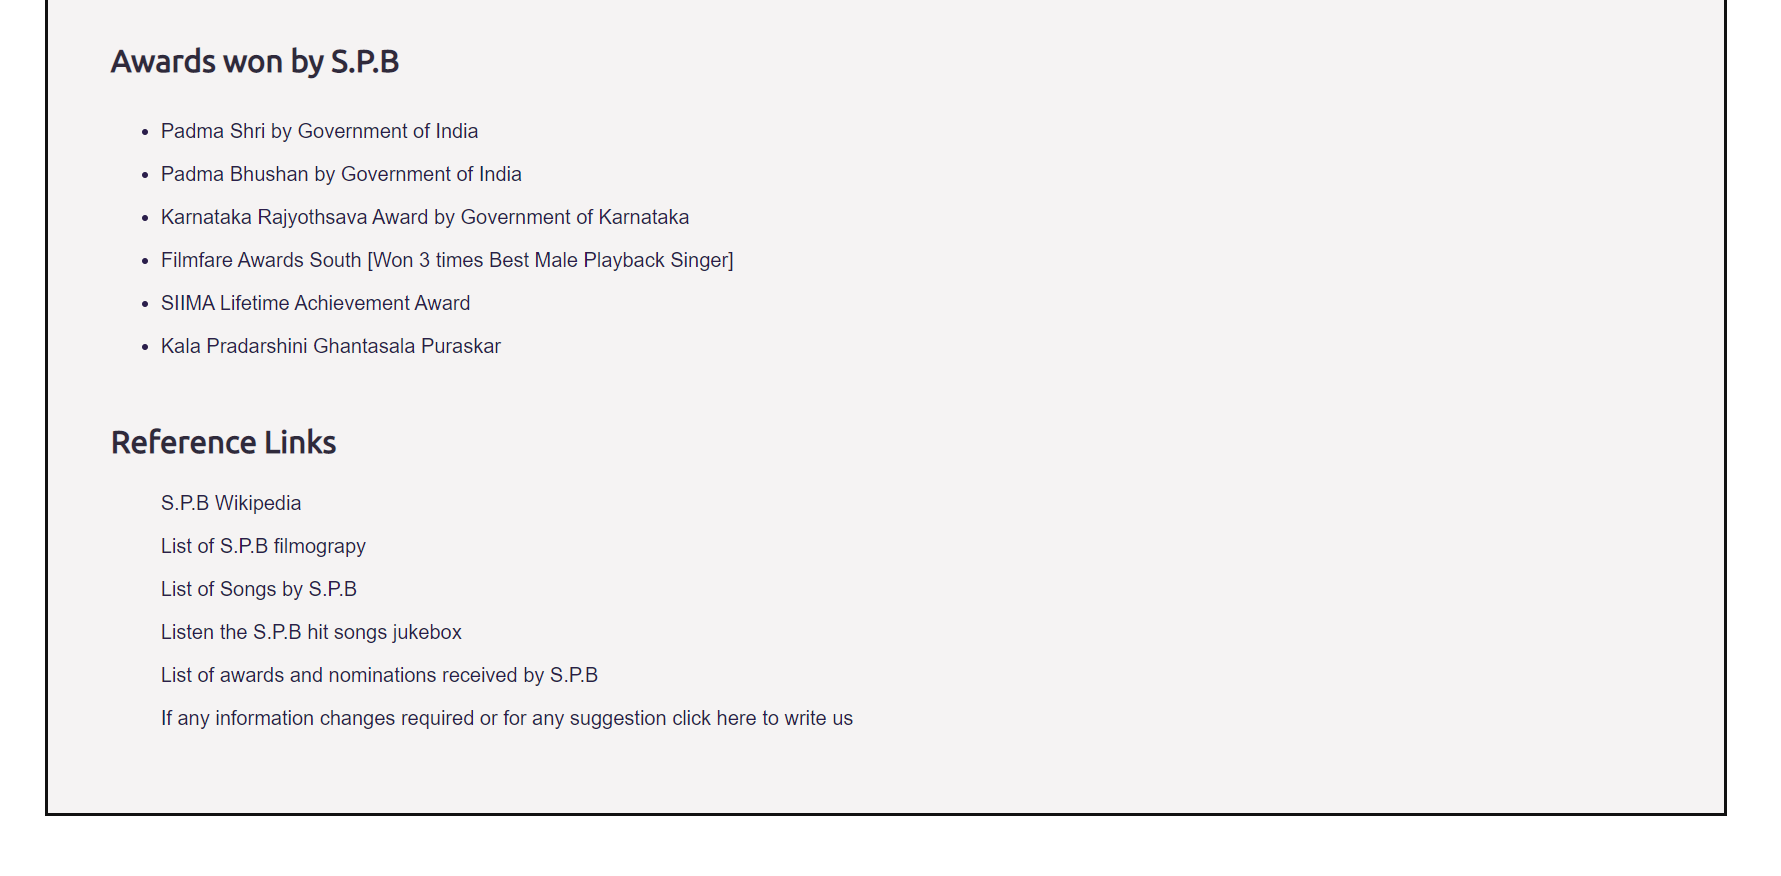 Awards won by S.P.B
Padma Shri by Government of India
Padma Bhushan by Government of India
Karnataka Rajyothsava Award by Government of Karnataka
Filmfare Awards South [Won 3 times Best Male Playback Singer]
SIIMA Lifetime Achievement Award
Kala Pradarshini Ghantasala Puraskar
Reference Links
S.P.B Wikipedia
List of S.P.B filmograpy
List of Songs by S.P.B
Listen the S.P.B hit songs jukebox
List of awards and nominations received by S.P.B
If any information changes required or for any suggestion click here to write us